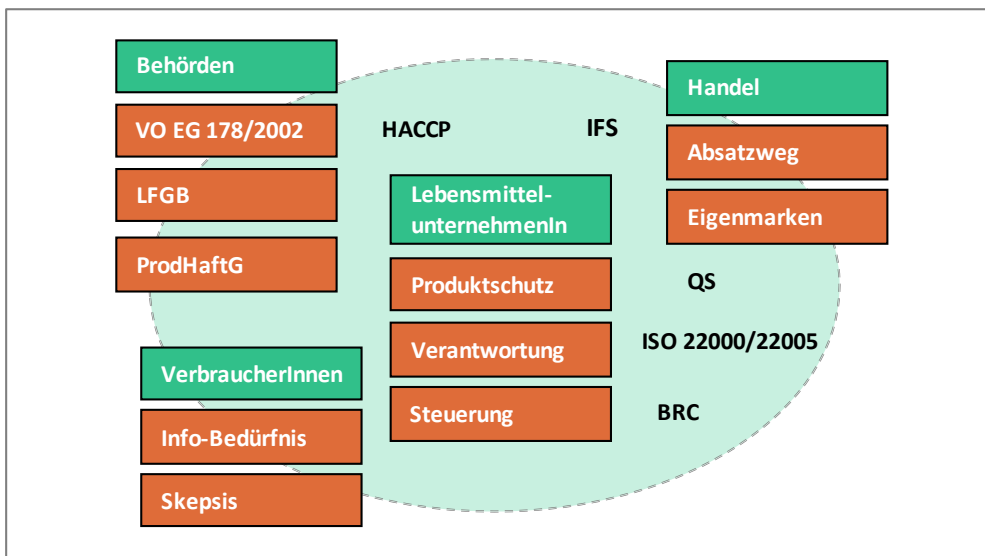 Behörden
VO EG 178/2002
LFGB
ProdHaftG
HACCP
IFS
Handel
Absatzweg
Eigenmarken
Lebensmittel-
unternehmenIn
Produktschutz
Verantwortung
Steuerung
QS
ISO 22000/22005
BRC
VerbraucherInnen
Info-Bedürfnis
Skepsis